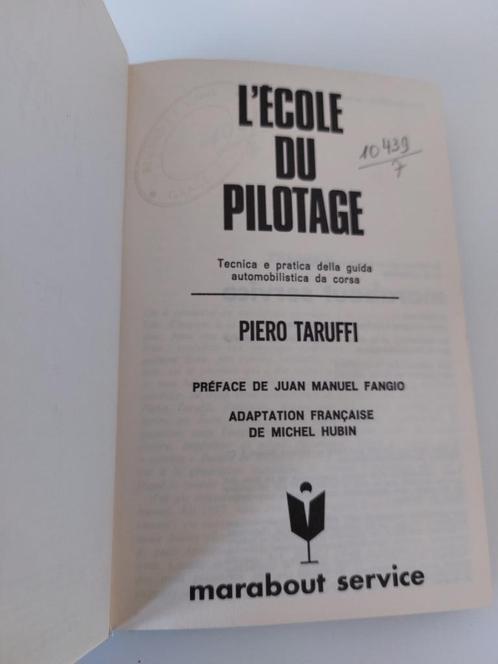 L'ÉCOLE
DU
PILOTAGE
10439
7
Tecnica e pratica della guida
automobilistica da corsa
PIERO TARUFFI
PRÉFACE DE JUAN MANUEL FANGIO
ADAPTATION FRANÇAISE
DE MICHEL HUBIN
marabout service